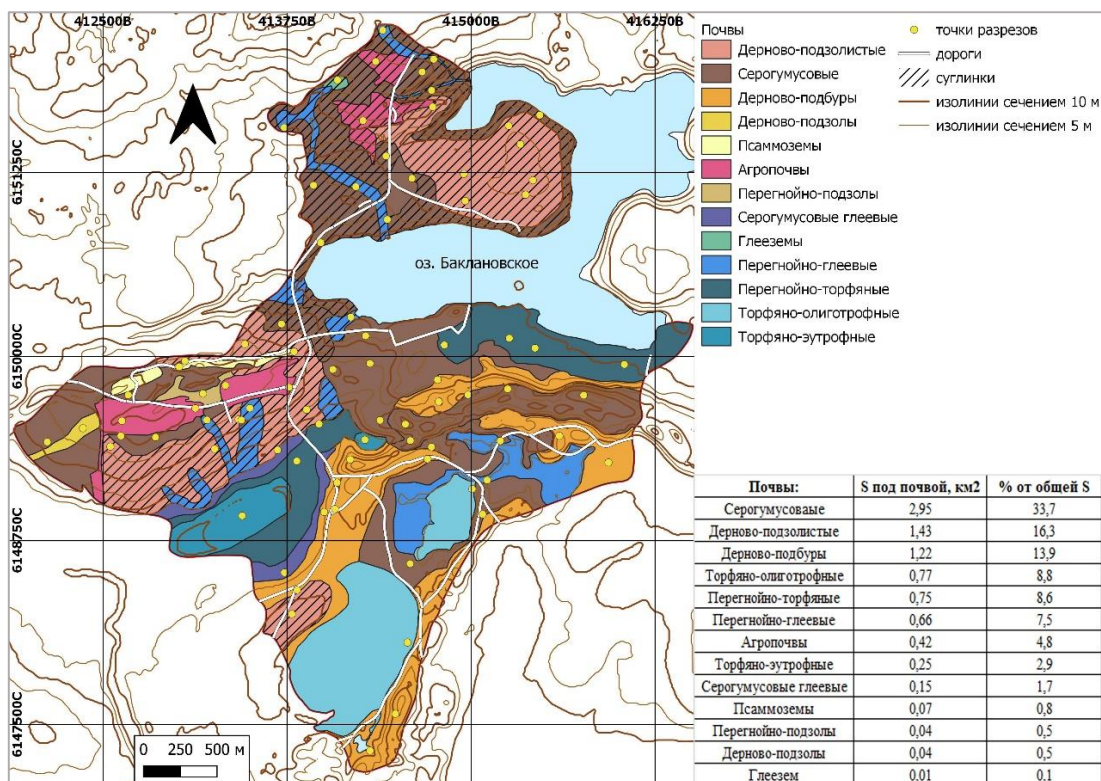 412500В 413750В 415000В 416250В
6151250С
6150000С
6148750С
6147500С
оз. Баклановское
0 250 500 м
Почвы
Дерново-подзолистые
Серогумусовые
Дерново-подбуры
Дерново-подзолы
Псаммоземы
Агропочвы
Перегнойно-подзолы
Серогумусовые глеевые
Глееземы
Перегнойно-глеевые
Перегнойно-торфяные
Торфяно-олиготрофные
Торфяно-эутрофные
точки разрезов
дороги
суглинки
изолинии сечением 10 м
изолинии сечением 5 м
Почвы: S под почвой, км2 % от общей S
Серогумусоваые 2,95 33,7
Дерново-подзолистые 1,43 16,3
Дерново-подбуры 1,22 13,9
Торфяно-олиготрофные 0,77 8,8
Перегнойно-торфяные 0,75 8,6
Перегнойно-глеевые 0,66 7,5
Агропочвы 0,42 4,8
Торфяно-эутрофные 0,25 2,9
Серогумусовые глеевые 0,15 1,7
Псаммоземы 0,07 0,8
Перегнойно-подзолы 0,04 0,5
Дерново-подзолы 0,04 0,5
Глеезем 0,01 0,1